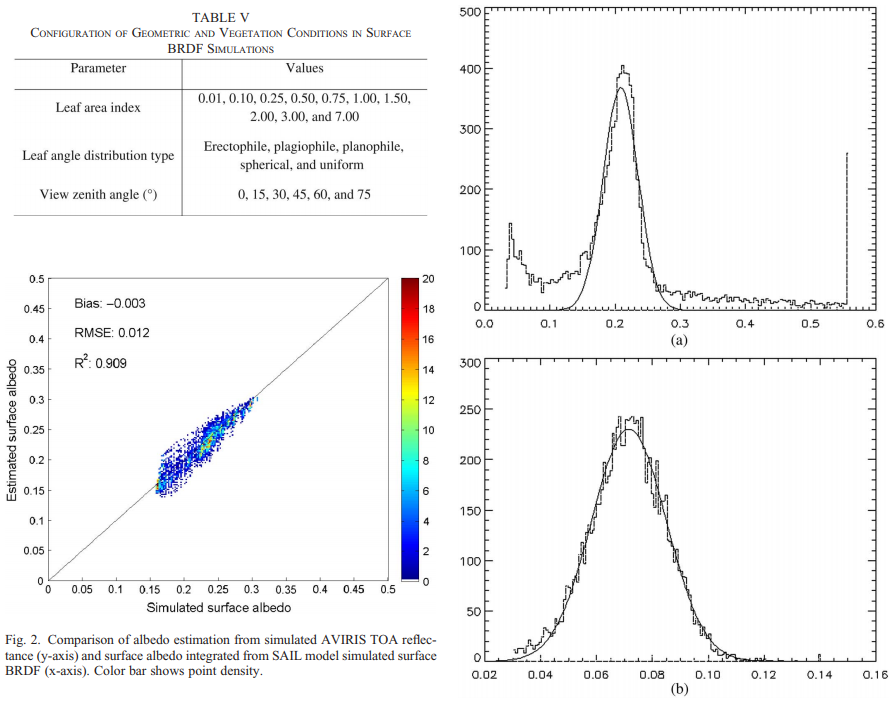 TABLE V
CONFIGURATION OF GEOMETRIC AND VEGETATION CONDITIONS IN SURFACE
BRDF SIMULATIONS
Parameter Values
Leaf area index
0.01, 0.10, 0.25, 0.50, 0.75, 1.00, 1.50,
2.00, 3.00, and 7.00
Leaf angle distribution type
Erectophile, plagiophile, planophile,
spherical, and uniform
View zenith angle (°) 0, 15, 30, 45, 60, and 75
0.5
0.45
0.4
0.35
0.3
0.25
0.2
0.15
0.1
0.05
0
Estimated surface albedo
Bias: –0.003
RMSE: 0.012
R²: 0.909
0 0.05 0.1 0.15 0.2 0.25 0.3 0.35 0.4 0.45 0.5
Simulated surface albedo
20
18
16
14
12
10
8
6
4
2
0
Fig. 2. Comparison of albedo estimation from simulated AVIRIS TOA reflec-
tance (y-axis) and surface albedo integrated from SAIL model simulated surface
BRDF (x-axis). Color bar shows point density.
500
400
300
200
100
0
0.0 0.1 0.2 0.3 0.4 0.5 0.6
(a)
300
250
200
150
100
50
0
0.02 0.04 0.06 0.08 0.10 0.12 0.14 0.16
(b)